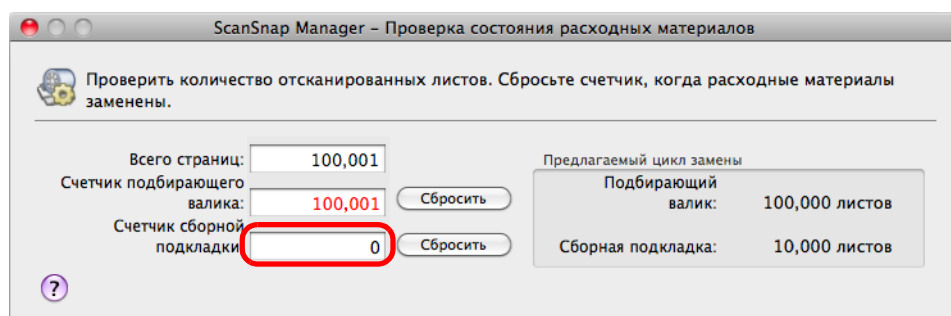 ScanSnap Manager – Проверка состояния расходных материалов
Проверить количество отсканированных листов. Сбросьте счетчик, когда расходные материалы
заменены.
Всего страниц: 100,001
Счетчик подбирающего
валика: 100,001 Сбросить
Счетчик сборной
подкладки 0 Сбросить
Предлагаемый цикл замены
Подбирающий
валик: 100,000 листов
Сборная подкладка: 10,000 листов
?